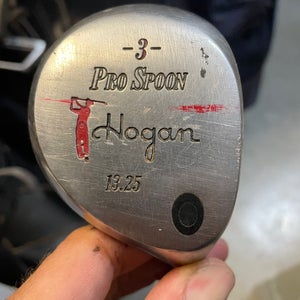 -3-
PRO SPOON
Hogan
13.25